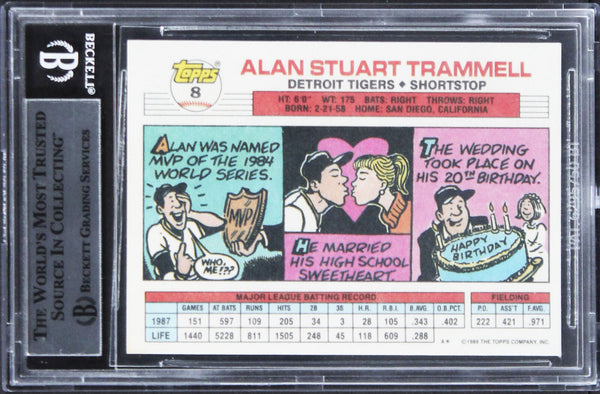 BECKETT
B
THE WORLD'S MOST TRUSTED
SOURCE IN COLLECTING™
BECKETT GRADING SERVICES
Topps
8
ALAN STUART TRAMMELL
DETROIT TIGERS ♦ SHORTSTOP
HT: 6'0" WT: 175 BATS: RIGHT THROWS: RIGHT
BORN: 2-21-58 HOME: SAN DIEGO, CALIFORNIA
ALAN WAS NAMED
MVP OF THE 1984
WORLD SERIES.
MVP
WHO,
ME!??
HE MARRIED
HIS HIGH SCHOOL
SWEETHEART.
THE WEDDING
TOOK PLACE ON
HIS 20TH BIRTHDAY.
HAPPY
BIRTHDAY
MAJOR LEAGUE BATTING RECORD FIELDING
GAMES AT BATS RUNS HITS 2B 3B H.R. R.B.I. B.AVG. O.B.PCT. P.O. ASS'T F.AVG.
1987 151 597 109 205 34 3 28 105 .343 .402 222 421 .971
LIFE 1440 5228 811 1505 248 45 118 609 .288
A* ©1988 THE TOPPS COMPANY, INC.